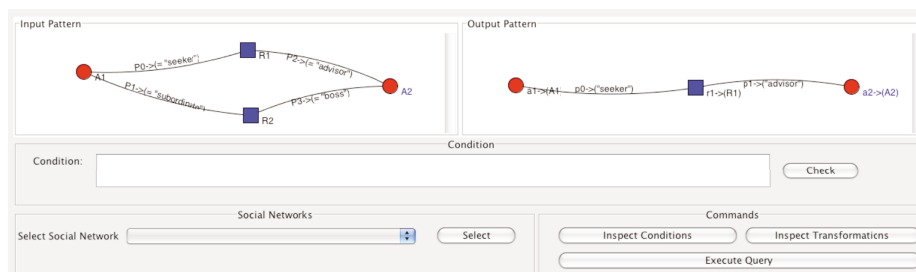 Input Pattern
Output Pattern
A1
P0->(= "seeker")
R1
P2->(= "advisor")
P1->(= "subordinate")
R2
P3->(= "boss")
A2
a1->(A1
p0->("seeker")
r1->(R1)
p1->("advisor")
a2->(A2)
Condition
Condition:
Check
Social Networks
Commands
Select Social Network
Select
Inspect Conditions
Inspect Transformations
Execute Query